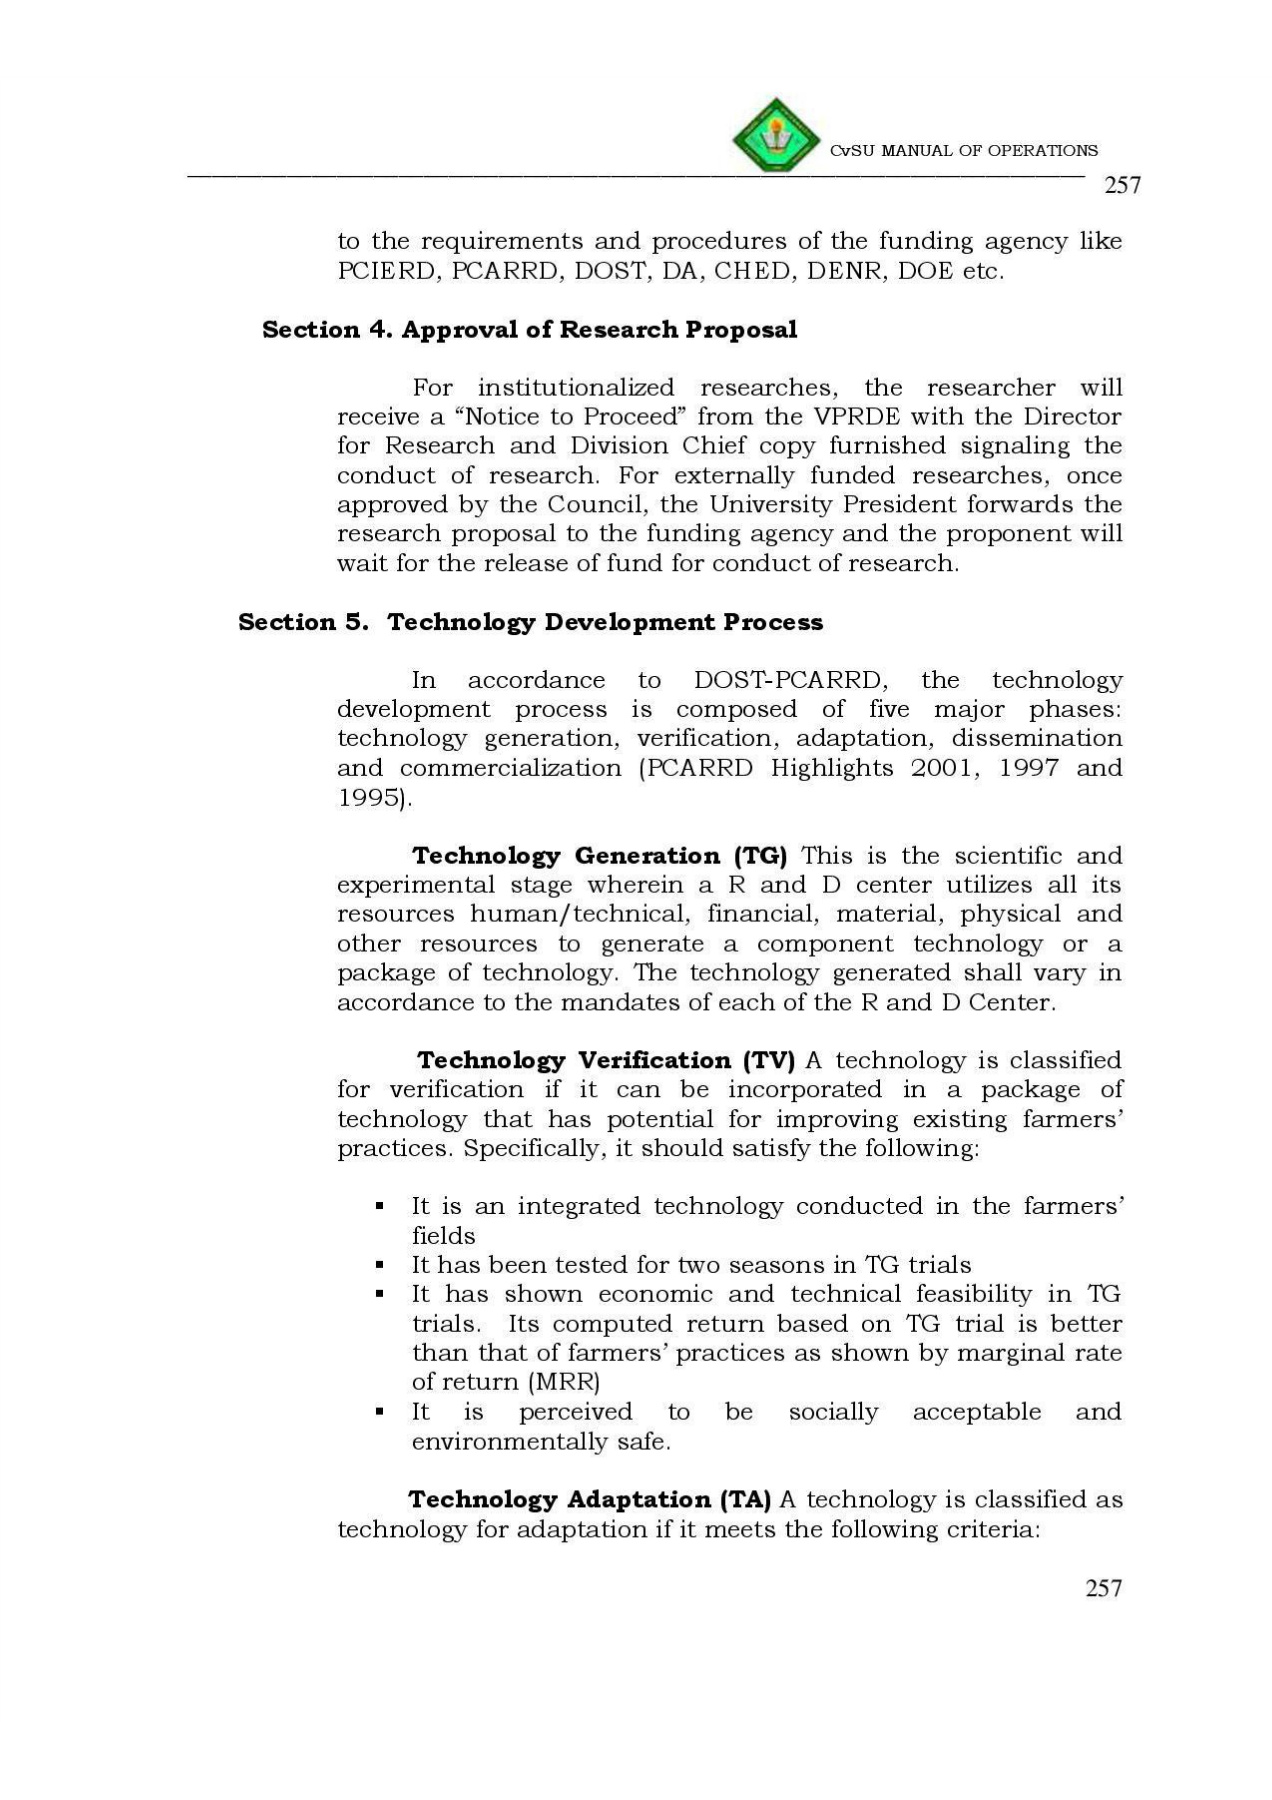 CvSU MANUAL OF OPERATIONS
257
to the requirements and procedures of the funding agency like
PCIERD, PCARRD, DOST, DA, CHED, DENR, DOE etc.
Section 4. Approval of Research Proposal
For institutionalized researches, the researcher will
receive a “Notice to Proceed” from the VPRDE with the Director
for Research and Division Chief copy furnished signaling the
conduct of research. For externally funded researches, once
approved by the Council, the University President forwards the
research proposal to the funding agency and the proponent will
wait for the release of fund for conduct of research.
Section 5. Technology Development Process
In accordance to DOST-PCARRD, the technology
development process is composed of five major phases:
technology generation, verification, adaptation, dissemination
and commercialization (PCARRD Highlights 2001, 1997 and
1995).
Technology Generation (TG) This is the scientific and
experimental stage wherein a R and D center utilizes all its
resources human/technical, financial, material, physical and
other resources to generate a component technology or a
package of technology. The technology generated shall vary in
accordance to the mandates of each of the R and D Center.
Technology Verification (TV) A technology is classified
for verification if it can be incorporated in a package of
technology that has potential for improving existing farmers’
practices. Specifically, it should satisfy the following:
▪ It is an integrated technology conducted in the farmers’
fields
▪ It has been tested for two seasons in TG trials
▪ It has shown economic and technical feasibility in TG
trials. Its computed return based on TG trial is better
than that of farmers’ practices as shown by marginal rate
of return (MRR)
▪ It is perceived to be socially acceptable and
environmentally safe.
Technology Adaptation (TA) A technology is classified as
technology for adaptation if it meets the following criteria:
257